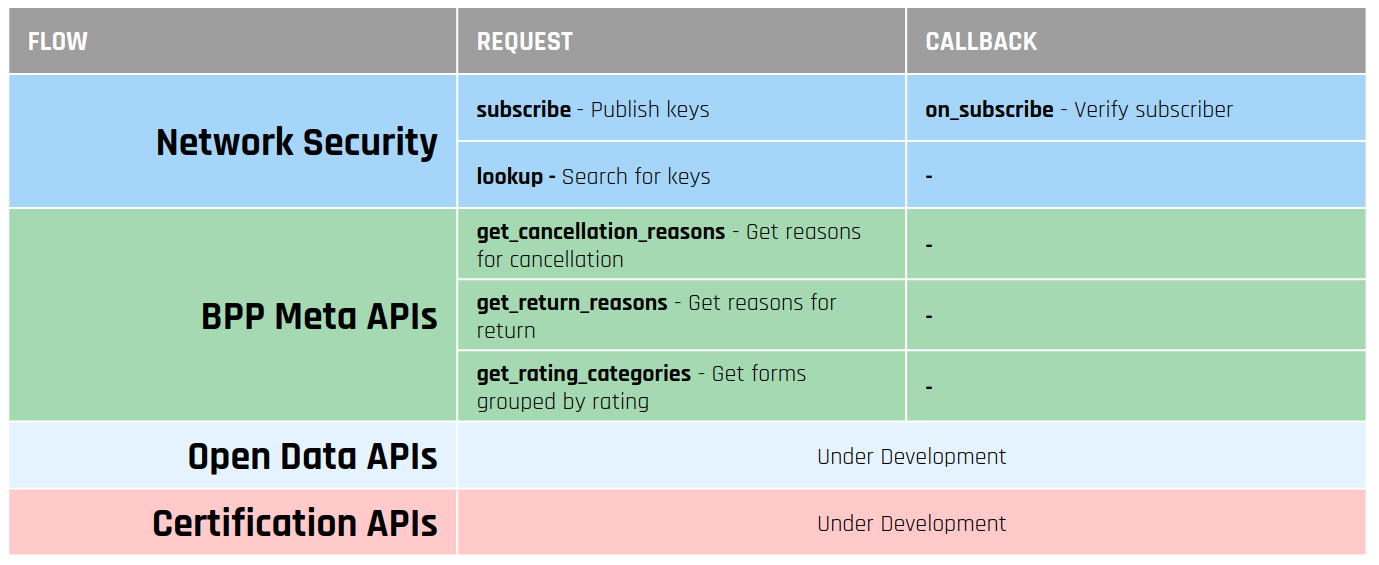 FLOW REQUEST CALLBACK
Network Security
subscribe - Publish keys
on_subscribe - Verify subscriber
lookup - Search for keys
-
BPP Meta APIs
get_cancellation_reasons - Get reasons
for cancellation
-
get_return_reasons - Get reasons for
return
-
get_rating_categories - Get forms
grouped by rating
-
Open Data APIs
Under Development
Certification APIs
Under Development